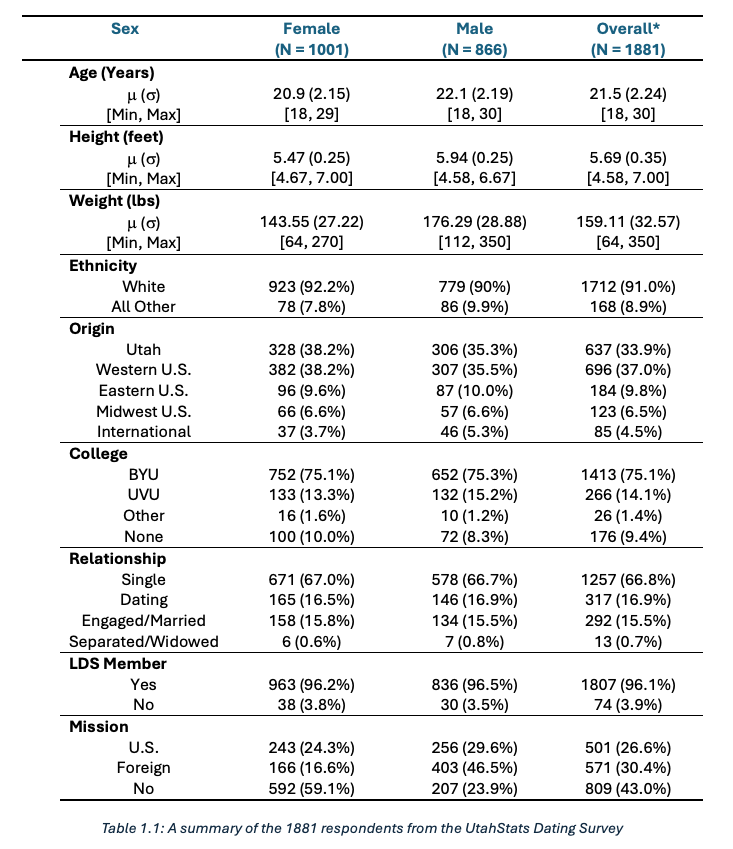 Sex Female Male Overall*
(N = 1001) (N = 866) (N = 1881)
Age (Years)
μ (σ) 20.9 (2.15) 22.1 (2.19) 21.5 (2.24)
[Min, Max] [18, 29] [18, 30] [18, 30]
Height (feet)
μ (σ) 5.47 (0.25) 5.94 (0.25) 5.69 (0.35)
[Min, Max] [4.67, 7.00] [4.58, 6.67] [4.58, 7.00]
Weight (lbs)
μ (σ) 143.55 (27.22) 176.29 (28.88) 159.11 (32.57)
[Min, Max] [64, 270] [112, 350] [64, 350]
Ethnicity
White 923 (92.2%) 779 (90%) 1712 (91.0%)
All Other 78 (7.8%) 86 (9.9%) 168 (8.9%)
Origin
Utah 328 (38.2%) 306 (35.3%) 637 (33.9%)
Western U.S. 382 (38.2%) 307 (35.5%) 696 (37.0%)
Eastern U.S. 96 (9.6%) 87 (10.0%) 184 (9.8%)
Midwest U.S. 66 (6.6%) 57 (6.6%) 123 (6.5%)
International 37 (3.7%) 46 (5.3%) 85 (4.5%)
College
BYU 752 (75.1%) 652 (75.3%) 1413 (75.1%)
UVU 133 (13.3%) 132 (15.2%) 266 (14.1%)
Other 16 (1.6%) 10 (1.2%) 26 (1.4%)
None 100 (10.0%) 72 (8.3%) 176 (9.4%)
Relationship
Single 671 (67.0%) 578 (66.7%) 1257 (66.8%)
Dating 165 (16.5%) 146 (16.9%) 317 (16.9%)
Engaged/Married 158 (15.8%) 134 (15.5%) 292 (15.5%)
Separated/Widowed 6 (0.6%) 7 (0.8%) 13 (0.7%)
LDS Member
Yes 963 (96.2%) 836 (96.5%) 1807 (96.1%)
No 38 (3.8%) 30 (3.5%) 74 (3.9%)
Mission
U.S. 243 (24.3%) 256 (29.6%) 501 (26.6%)
Foreign 166 (16.6%) 403 (46.5%) 571 (30.4%)
No 592 (59.1%) 207 (23.9%) 809 (43.0%)
Table 1.1: A summary of the 1881 respondents from the UtahStats Dating Survey